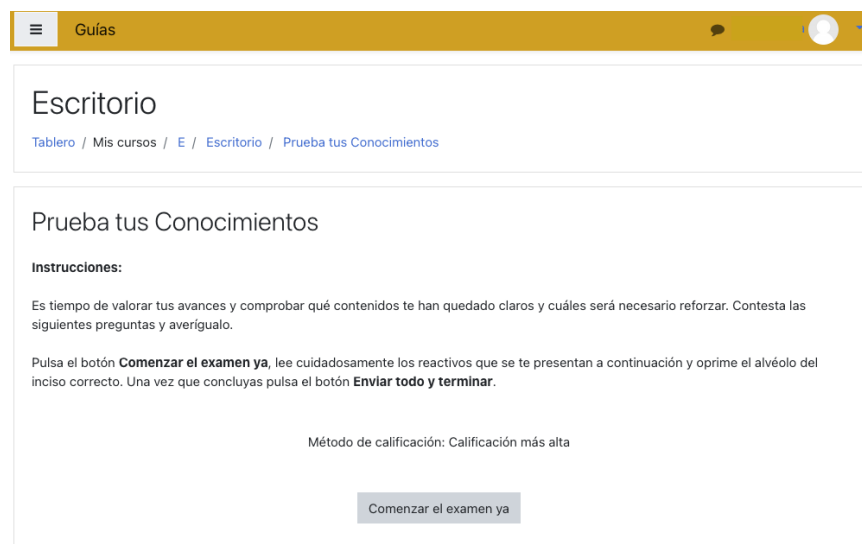 Guías
Escritorio
Tablero / Mis cursos / E / Escritorio / Prueba tus Conocimientos
Prueba tus Conocimientos
Instrucciones:
Es tiempo de valorar tus avances y comprobar qué contenidos te han quedado claros y cuáles será necesario reforzar. Contesta las
siguientes preguntas y averígualo.
Pulsa el botón Comenzar el examen ya, lee cuidadosamente los reactivos que se te presentan a continuación y oprime el alvéolo del
inciso correcto. Una vez que concluyas pulsa el botón Enviar todo y terminar.
Método de calificación: Calificación más alta
Comenzar el examen ya